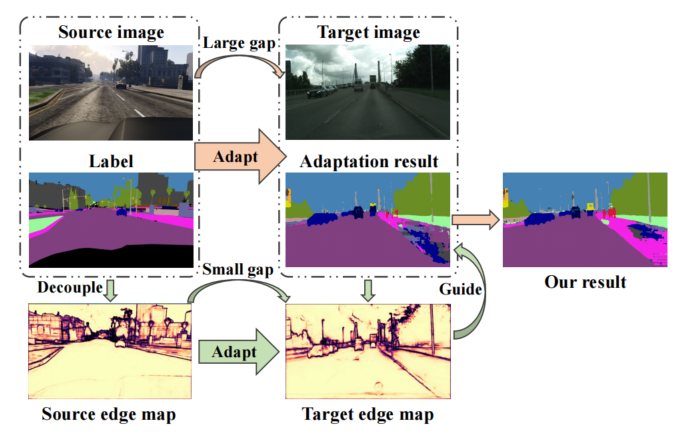 Source image
Large gap
Target image
Label
Adapt
Adaptation result
Decouple
Small gap
Guide
Our result
Adapt
Source edge map
Target edge map